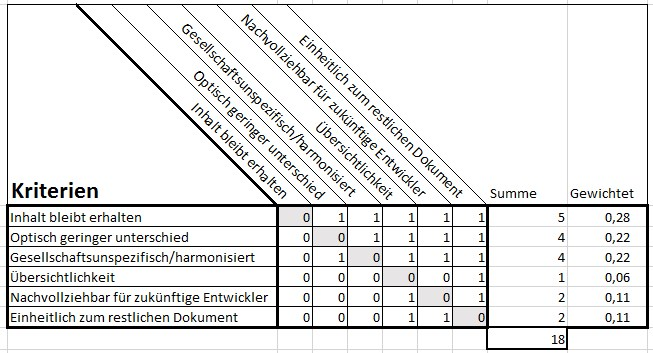 Inhalt bleibt erhalten
Optisch geringer unterschied
Gesellschaftsunspezifisch/harmonisiert
Übersichtlichkeit
Nachvollziehbar für zukünftige Entwickler
Einheitlich zum restlichen Dokument
Kriterien Summe Gewichtet
Inhalt bleibt erhalten 0 1 1 1 1 1 5 0,28
Optisch geringer unterschied 0 0 1 1 1 1 4 0,22
Gesellschaftsunspezifisch/harmonisiert 0 1 0 1 1 1 4 0,22
Übersichtlichkeit 0 0 0 0 0 1 1 0,06
Nachvollziehbar für zukünftige Entwickler 0 0 0 1 0 1 2 0,11
Einheitlich zum restlichen Dokument 0 0 0 1 1 0 2 0,11
18